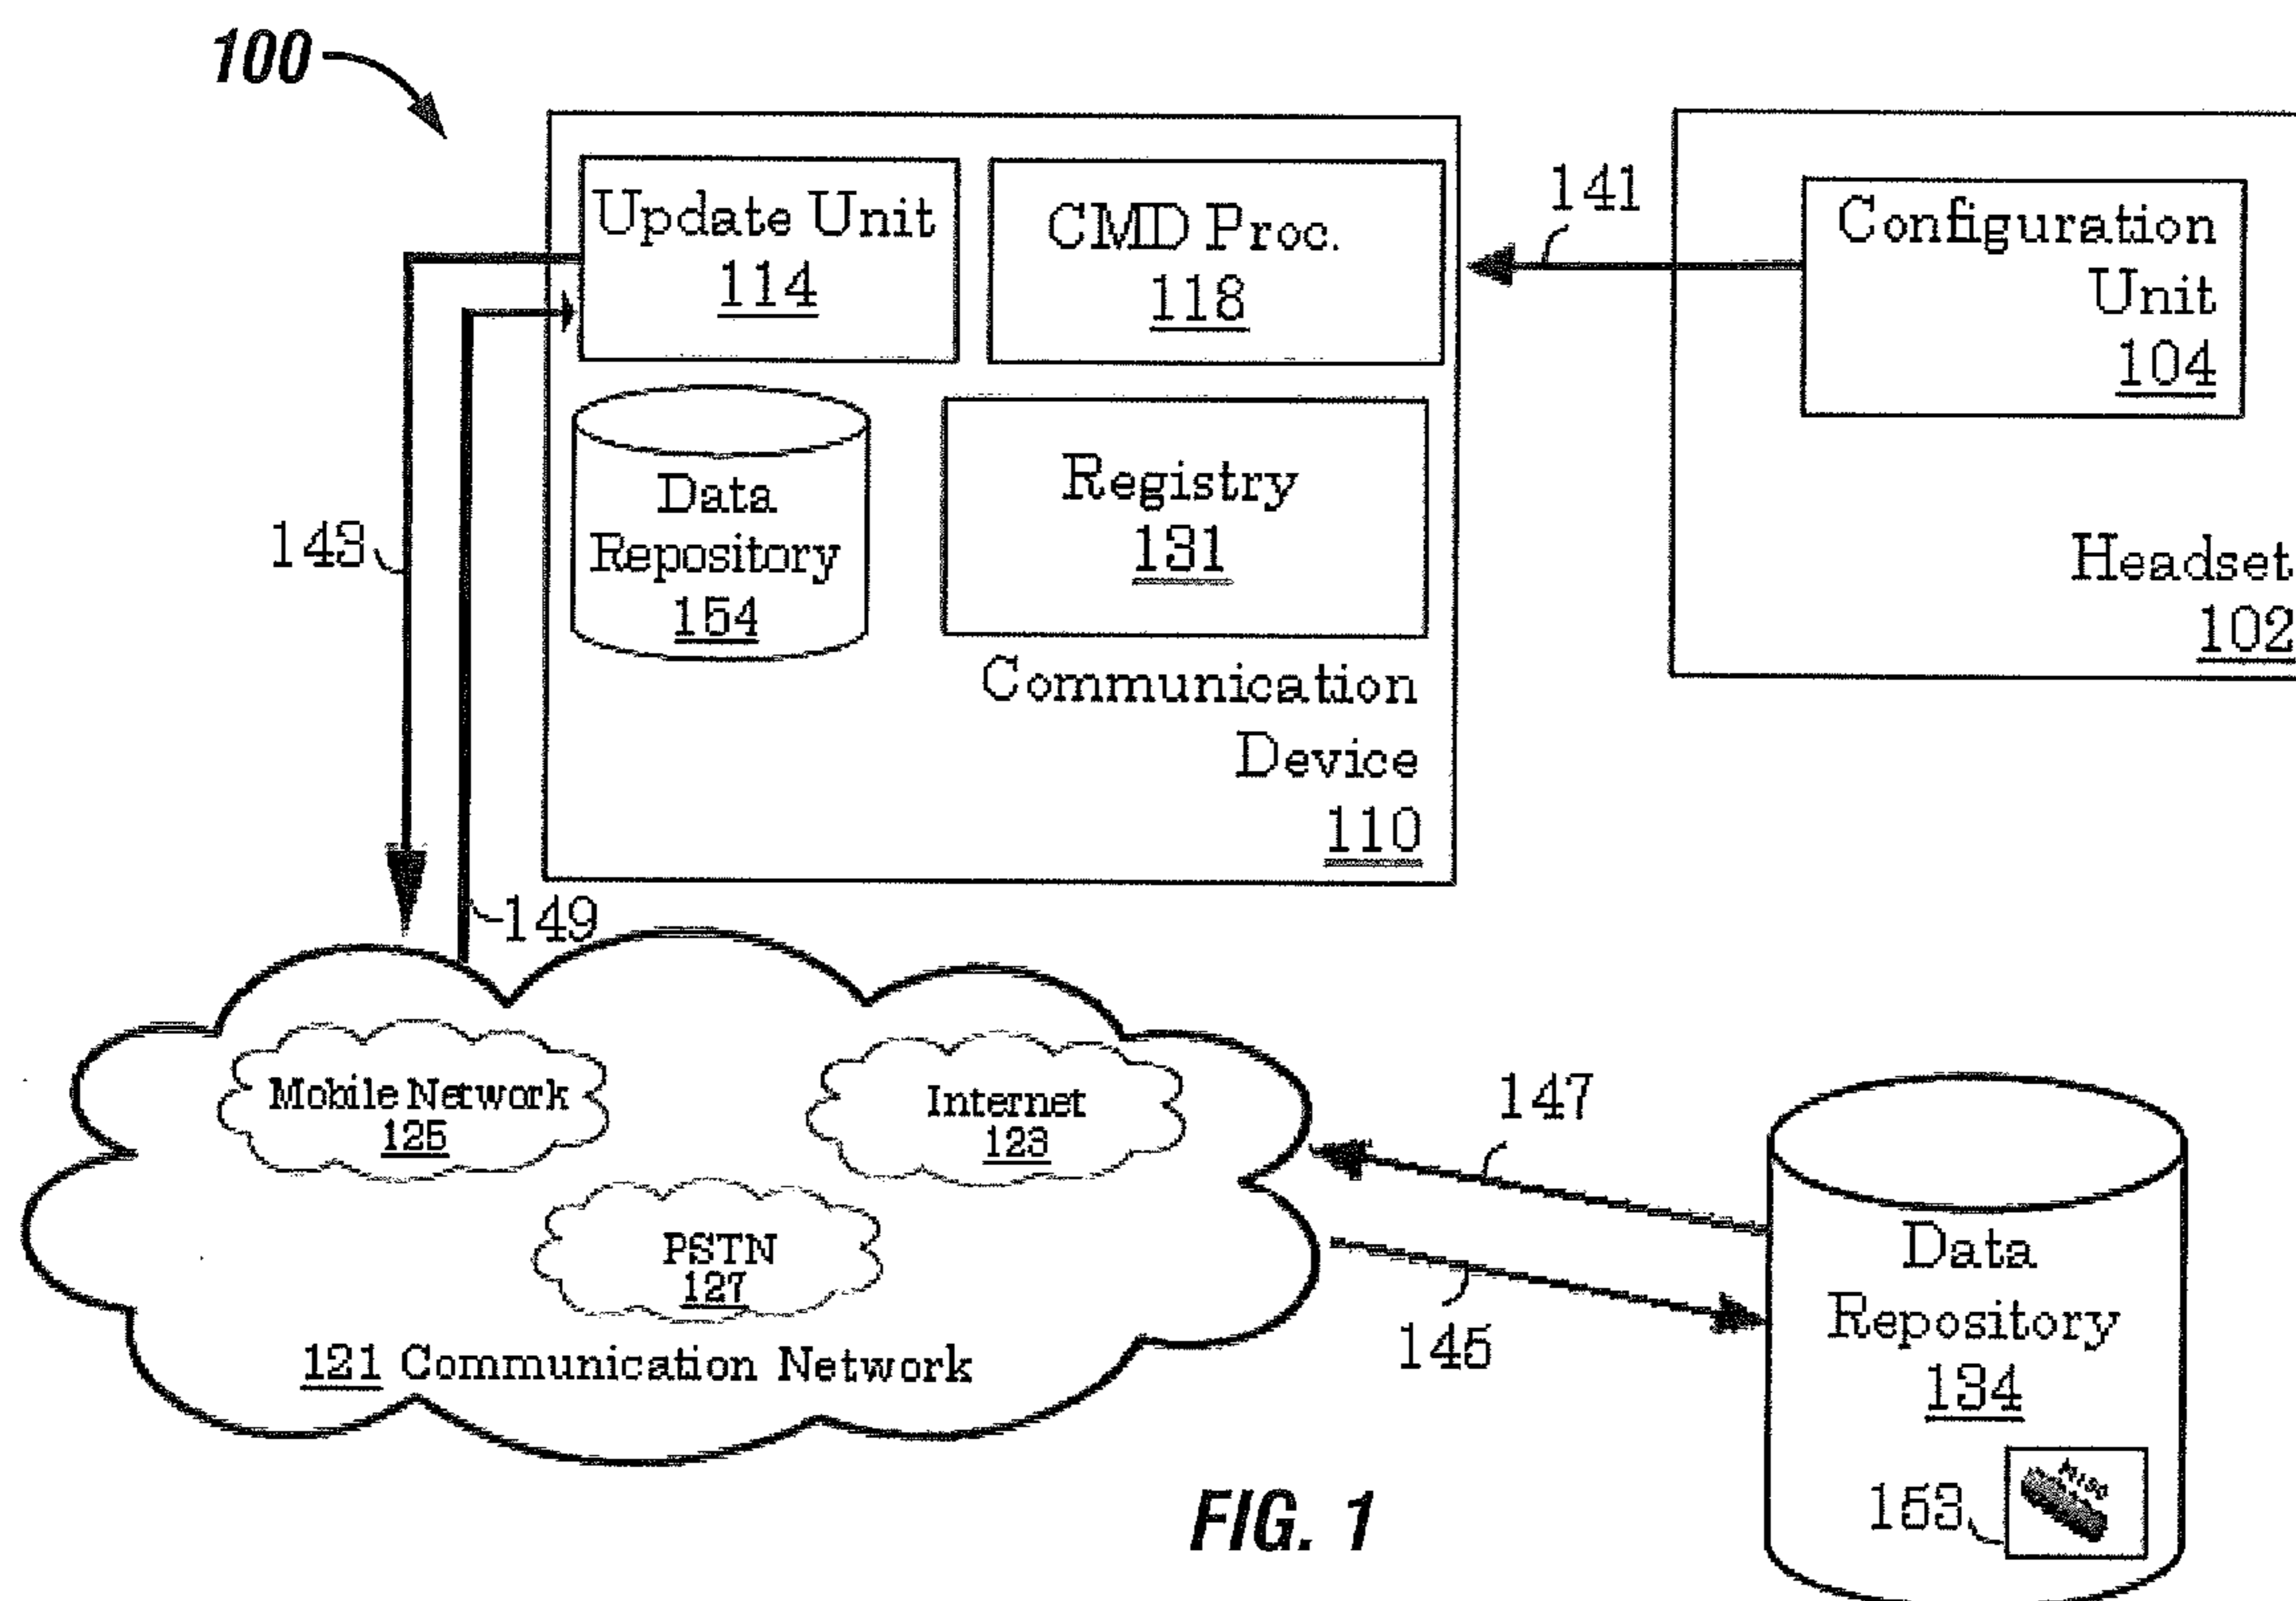 100
Update Unit
114
CMD Proc.
118
141
Configuration
Unit
104
Data
Repository
154
Registry
131
Headset
102
143
Communication
Device
110
149
Mobile Network
125
Internet
123
PSTN
127
121 Communication Network
147
145
Data
Repository
134
153
FIG. 1